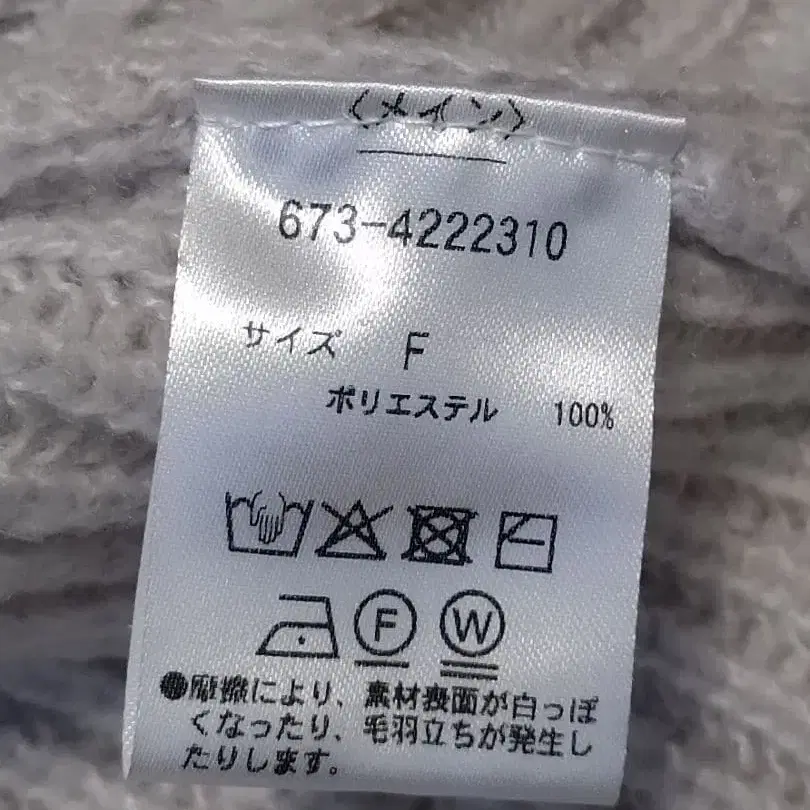 〈メイン〉
673-4222310
サイズ F
ポリエステル 100%
F W
●摩擦により、素材表面が白っぽ
くなったり、毛羽立ちが発生し
たりします。